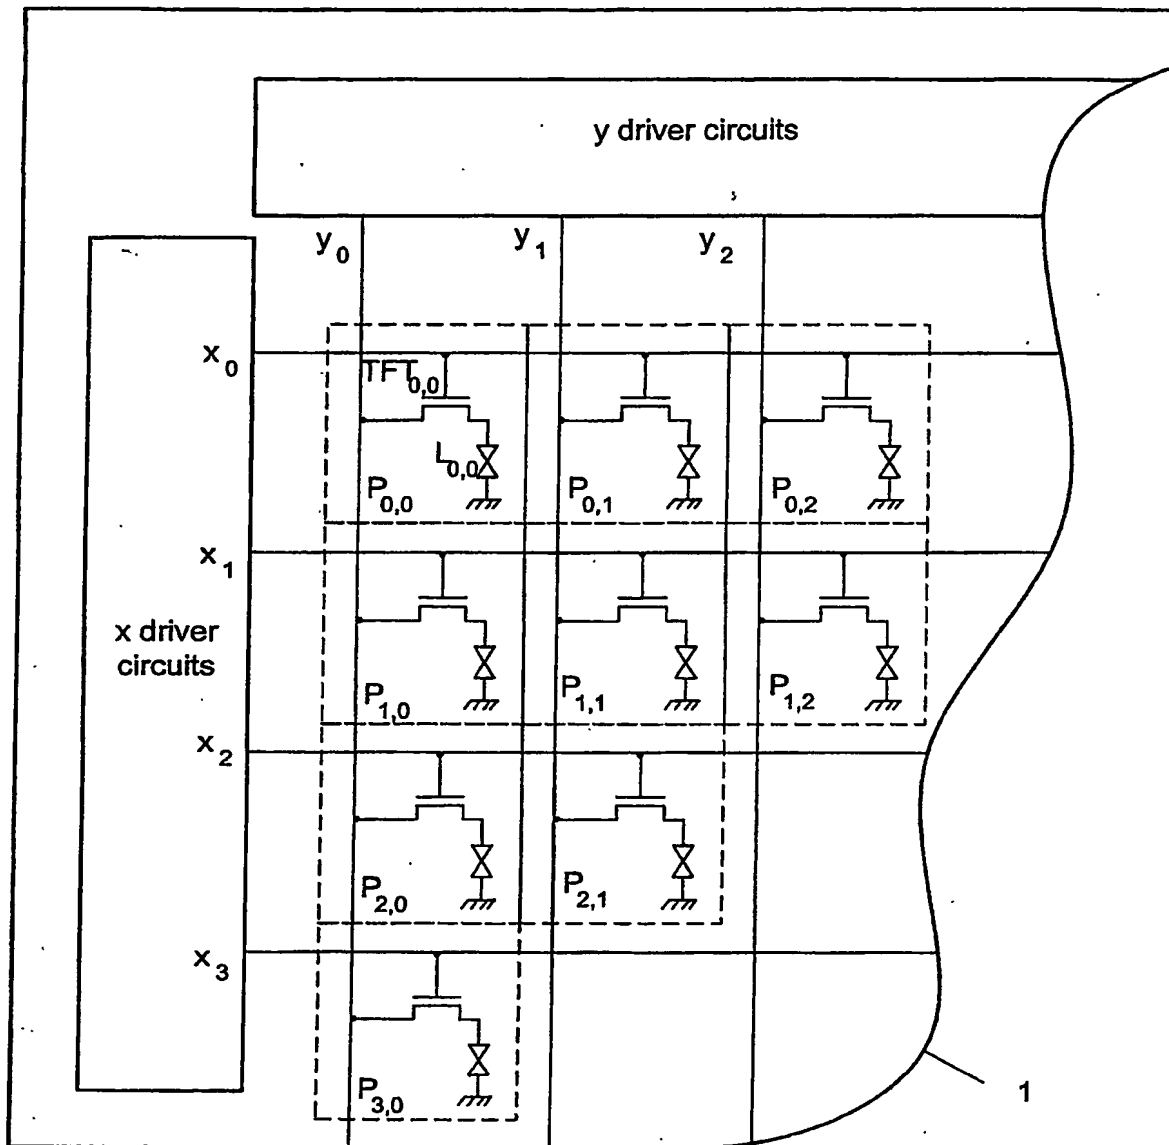 y driver circuits
y0 y1 y2
x0
TFT0,0
L0,0
P0,0 P0,1 P0,2
x1
x driver
circuits
P1,0 P1,1 P1,2
x2
P2,0 P2,1
x3
P3,0
1